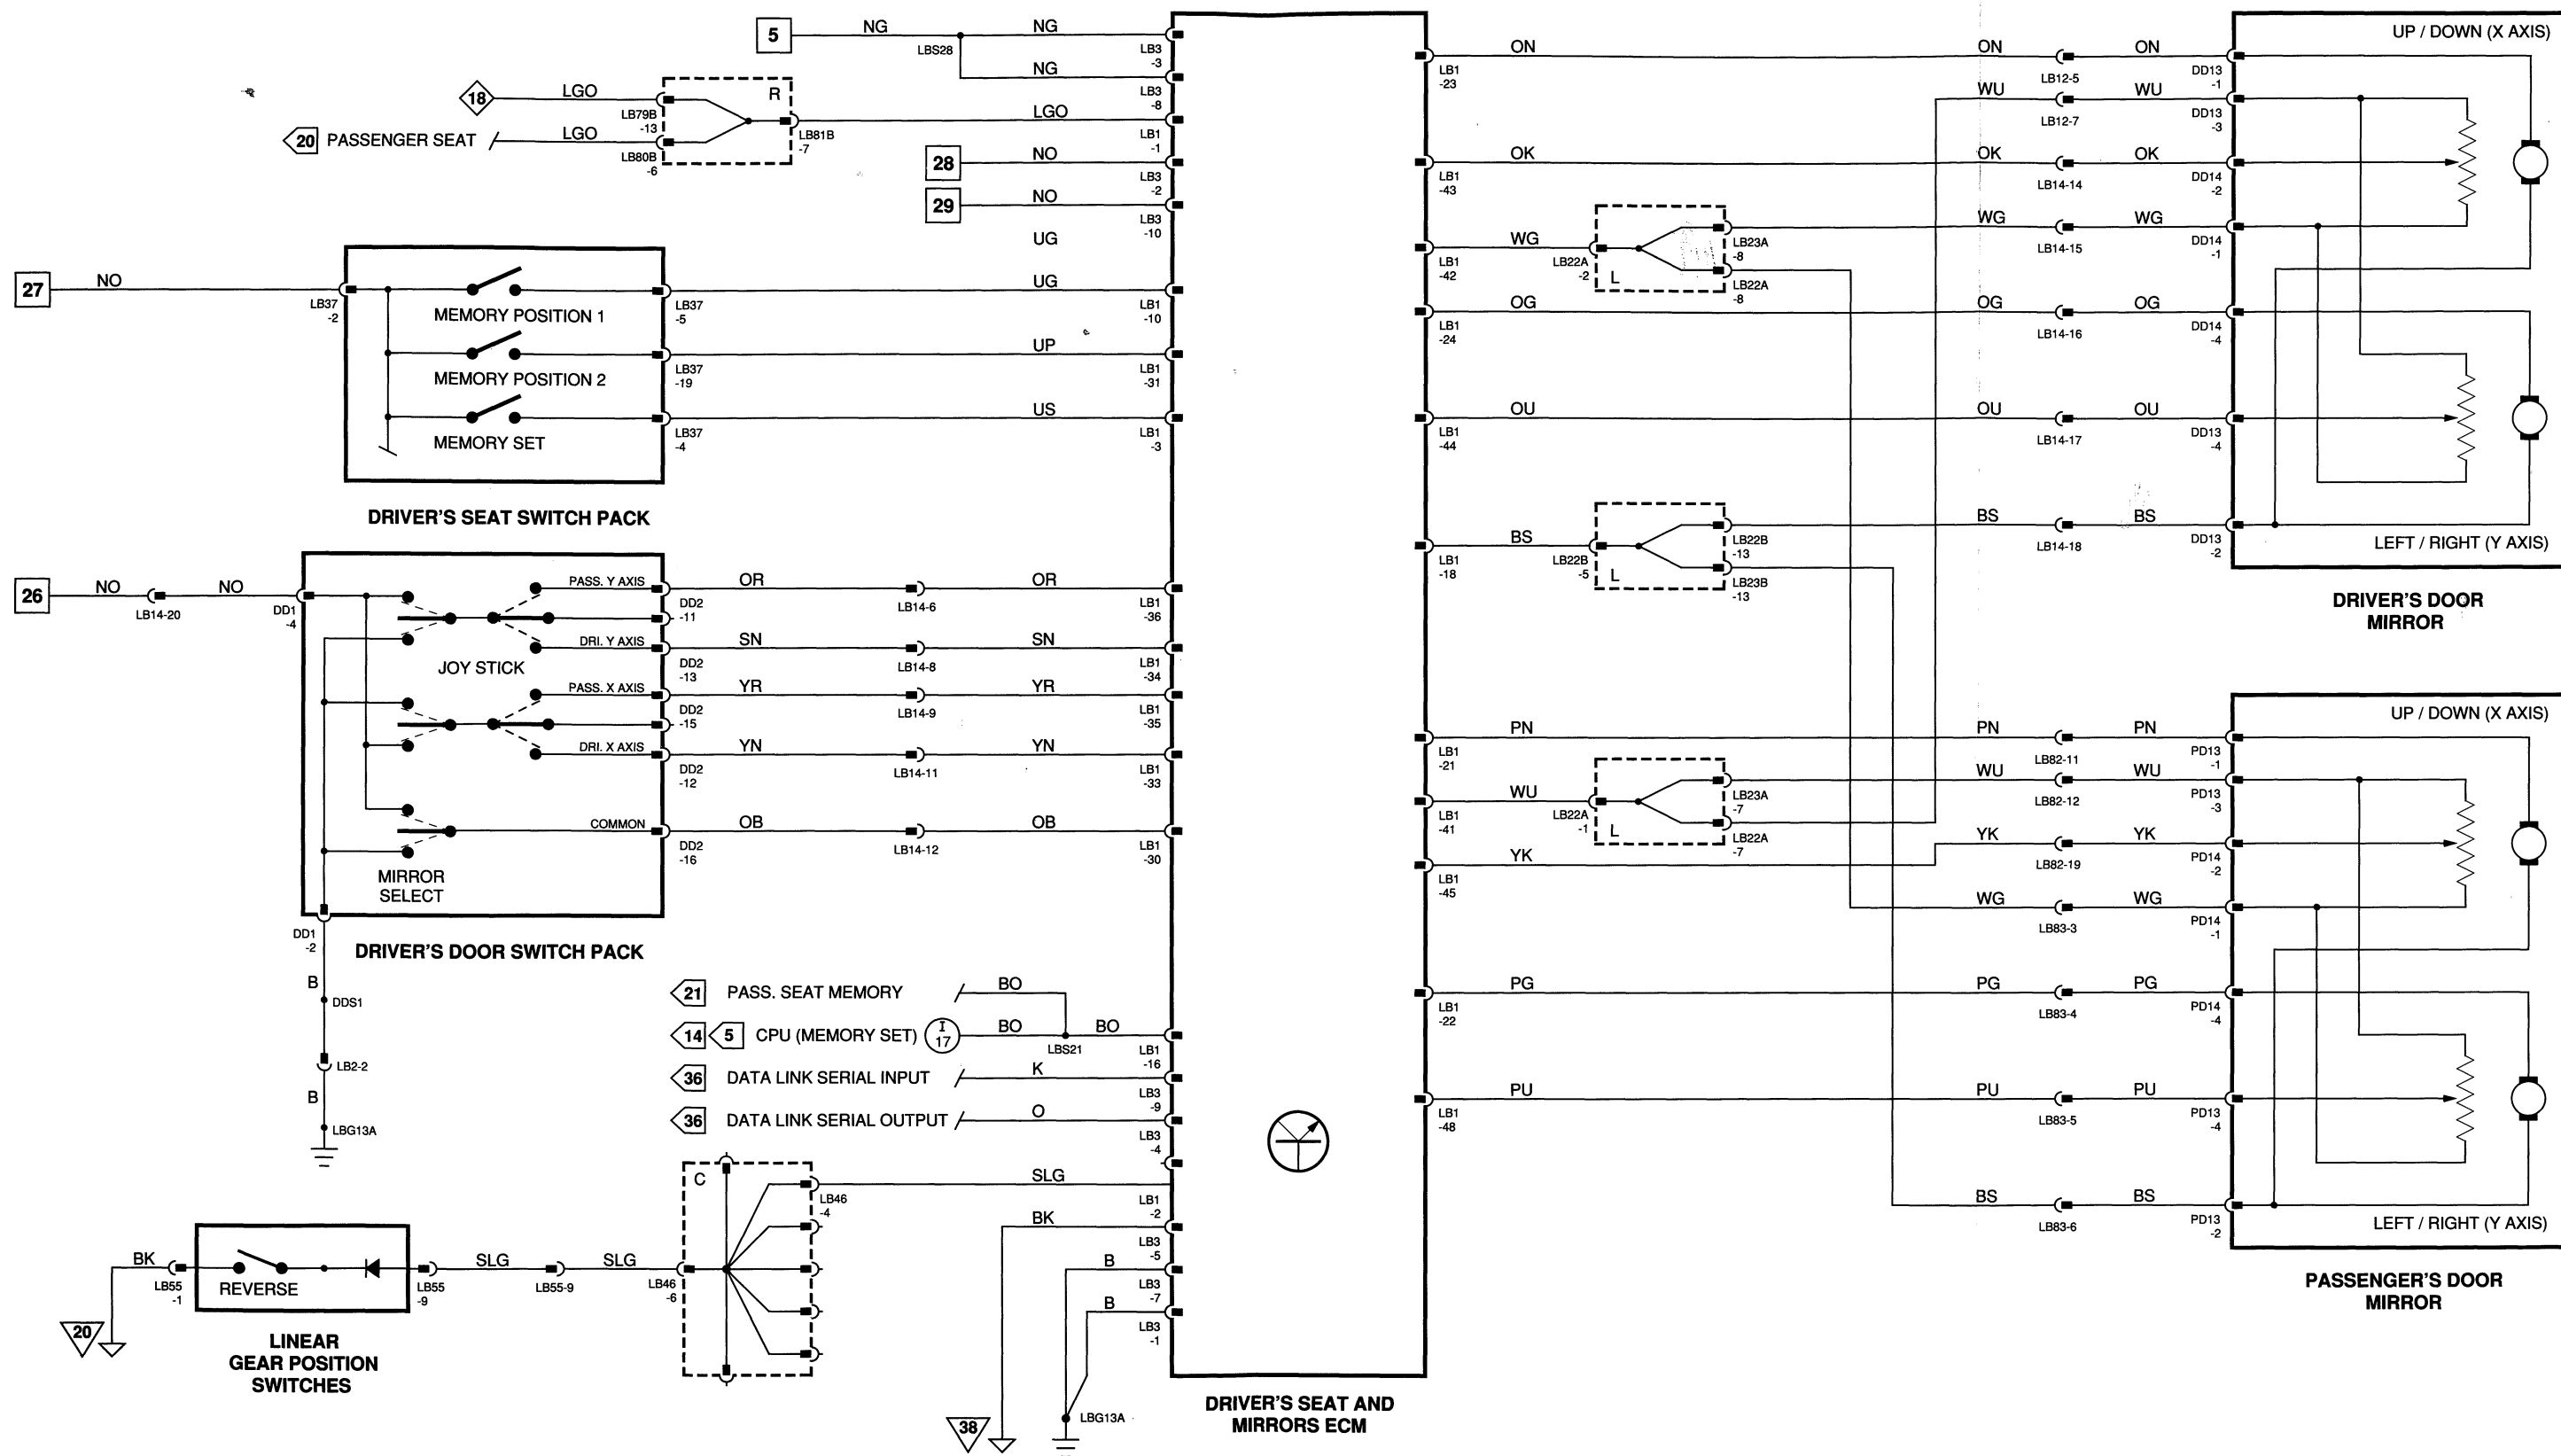 5 NG NG
LBS28
LB3
-3
NG
LB3
-8
18 LGO
LB79B
-13
R
20 PASSENGER SEAT LGO
LB80B
-6
LB81B
-7
LGO
LB1
-1
28 NO
LB3
-2
29 NO
LB3
-10
UG
27 NO
LB37
-2
MEMORY POSITION 1
LB37
-5
UG
LB1
-10
MEMORY POSITION 2
LB37
-19
UP
LB1
-31
MEMORY SET
LB37
-4
US
LB1
-3
DRIVER'S SEAT SWITCH PACK
26 NO NO
LB14-20
DD1
-4
PASS. Y AXIS
DD2
-11
OR OR
LB14-6
LB1
-36
DRI. Y AXIS
DD2
-13
SN SN
LB14-8
LB1
-34
JOY STICK
PASS. X AXIS
DD2
-15
YR YR
LB14-9
LB1
-35
DRI. X AXIS
DD2
-12
YN YN
LB14-11
LB1
-33
COMMON
DD2
-16
OB OB
LB14-12
LB1
-30
MIRROR
SELECT
DD1
-2
DRIVER'S DOOR SWITCH PACK
B
DDS1
LB2-2
B
LBG13A
21 PASS. SEAT MEMORY BO
14 5 CPU (MEMORY SET) I 17 BO BO
LBS21
LB1
-16
36 DATA LINK SERIAL INPUT K
LB3
-9
36 DATA LINK SERIAL OUTPUT O
LB3
-4
C
LB46
-4
SLG
LB1
-2
BK
LB3
-5
B
LB3
-7
B
LB3
-1
BK
LB55
-1
REVERSE
LB55
-9
SLG SLG
LB55-9
LB46
-6
20
LINEAR
GEAR POSITION
SWITCHES
38
LBG13A
DRIVER'S SEAT AND
MIRRORS ECM
LB1
-23
ON ON ON
LB12-5
DD13
-1
UP / DOWN (X AXIS)
WU WU
LB12-7
DD13
-3
LB1
-43
OK OK OK
LB14-14
DD14
-2
LB1
-42
WG
LB22A
-2
L
LB23A
-8
LB22A
-8
WG WG
LB14-15
DD14
-1
LB1
-24
OG OG OG
LB14-16
DD14
-4
LB1
-44
OU OU OU
LB14-17
DD13
-4
LB1
-18
BS
LB22B
-5
L
LB22B
-13
LB23B
-13
BS BS
LB14-18
DD13
-2
LEFT / RIGHT (Y AXIS)
DRIVER'S DOOR
MIRROR
LB1
-21
PN PN PN
LB82-11
PD13
-1
UP / DOWN (X AXIS)
LB1
-41
WU
LB22A
-1
L
LB23A
-7
LB22A
-7
WU WU
LB82-12
PD13
-3
LB1
-45
YK YK YK
LB82-19
PD14
-2
WG WG
LB83-3
PD14
-1
LB1
-22
PG PG PG
LB83-4
PD14
-4
LB1
-48
PU PU PU
LB83-5
PD13
-4
BS BS
LB83-6
PD13
-2
LEFT / RIGHT (Y AXIS)
PASSENGER'S DOOR
MIRROR